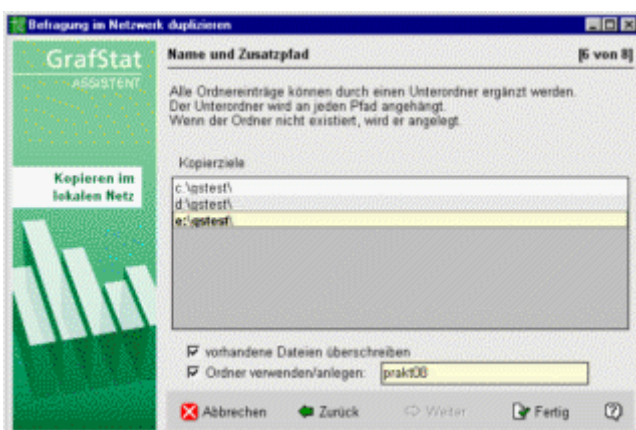 Befragung im Netzwerk duplizieren
GrafStat
ASSISTENT
Name und Zusatzpfad
[6 von 8]
Alle Ordnereinträge können durch einen Unterordner ergänzt werden.
Der Unterordner wird an jeden Pfad angehängt.
Wenn der Ordner nicht existiert, wird er angelegt.
Kopieren im
lokalen Netz
Kopierziele
c:\gstest\
d:\gstest\
e:\gstest\
vorhandene Dateien überschreiben
Ordner verwenden/anlegen: prakt08
Abbrechen Zurück Weiter Fertig